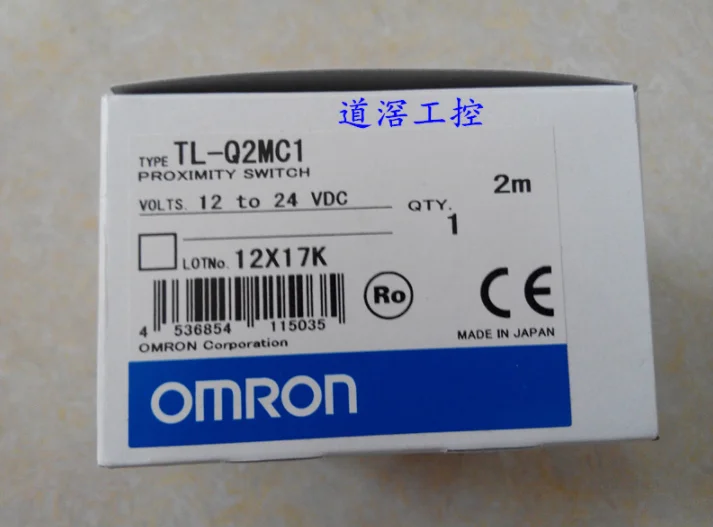 道滘工控
TYPE TL-Q2MC1
PROXIMITY SWITCH
2m
VOLTS. 12 to 24 VDC
QTY. 1
LOTNo. 12X17K
Ro
CE
4 536854 115035
MADE IN JAPAN
OMRON Corporation
OMRON